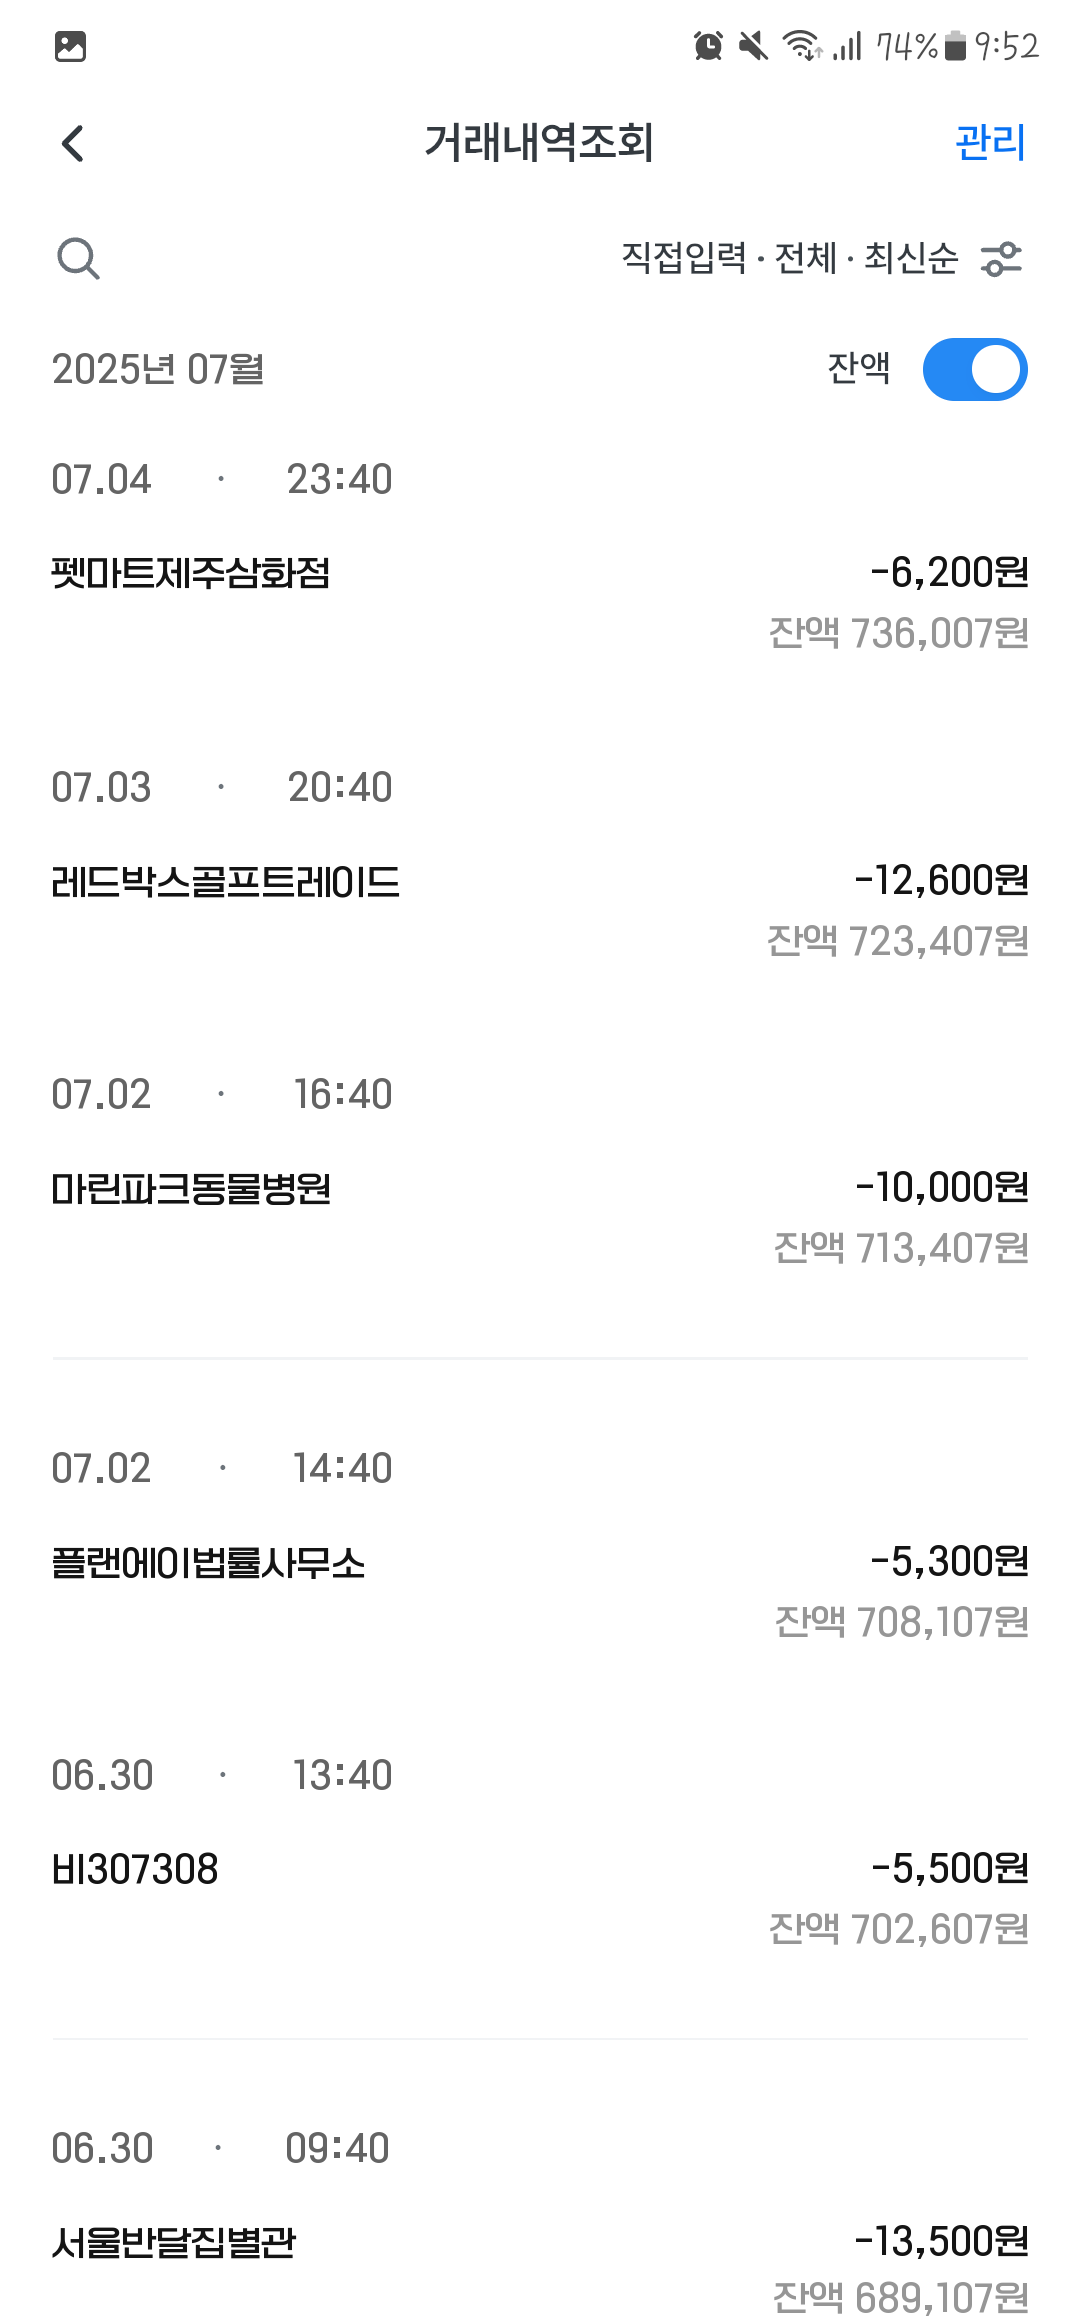 74% 9:52
거래내역조회 관리
직접입력 · 전체 · 최신순
2025년 07월 잔액
07.04 · 23:40
펫마트제주삼화점 -6,200원
잔액 736,007원
07.03 · 20:40
레드박스골프트레이드 -12,600원
잔액 723,407원
07.02 · 16:40
마린파크동물병원 -10,000원
잔액 713,407원
07.02 · 14:40
플랜에이법률사무소 -5,300원
잔액 708,107원
06.30 · 13:40
비307308 -5,500원
잔액 702,607원
06.30 · 09:40
서울반달집별관 -13,500원
잔액 689,107원